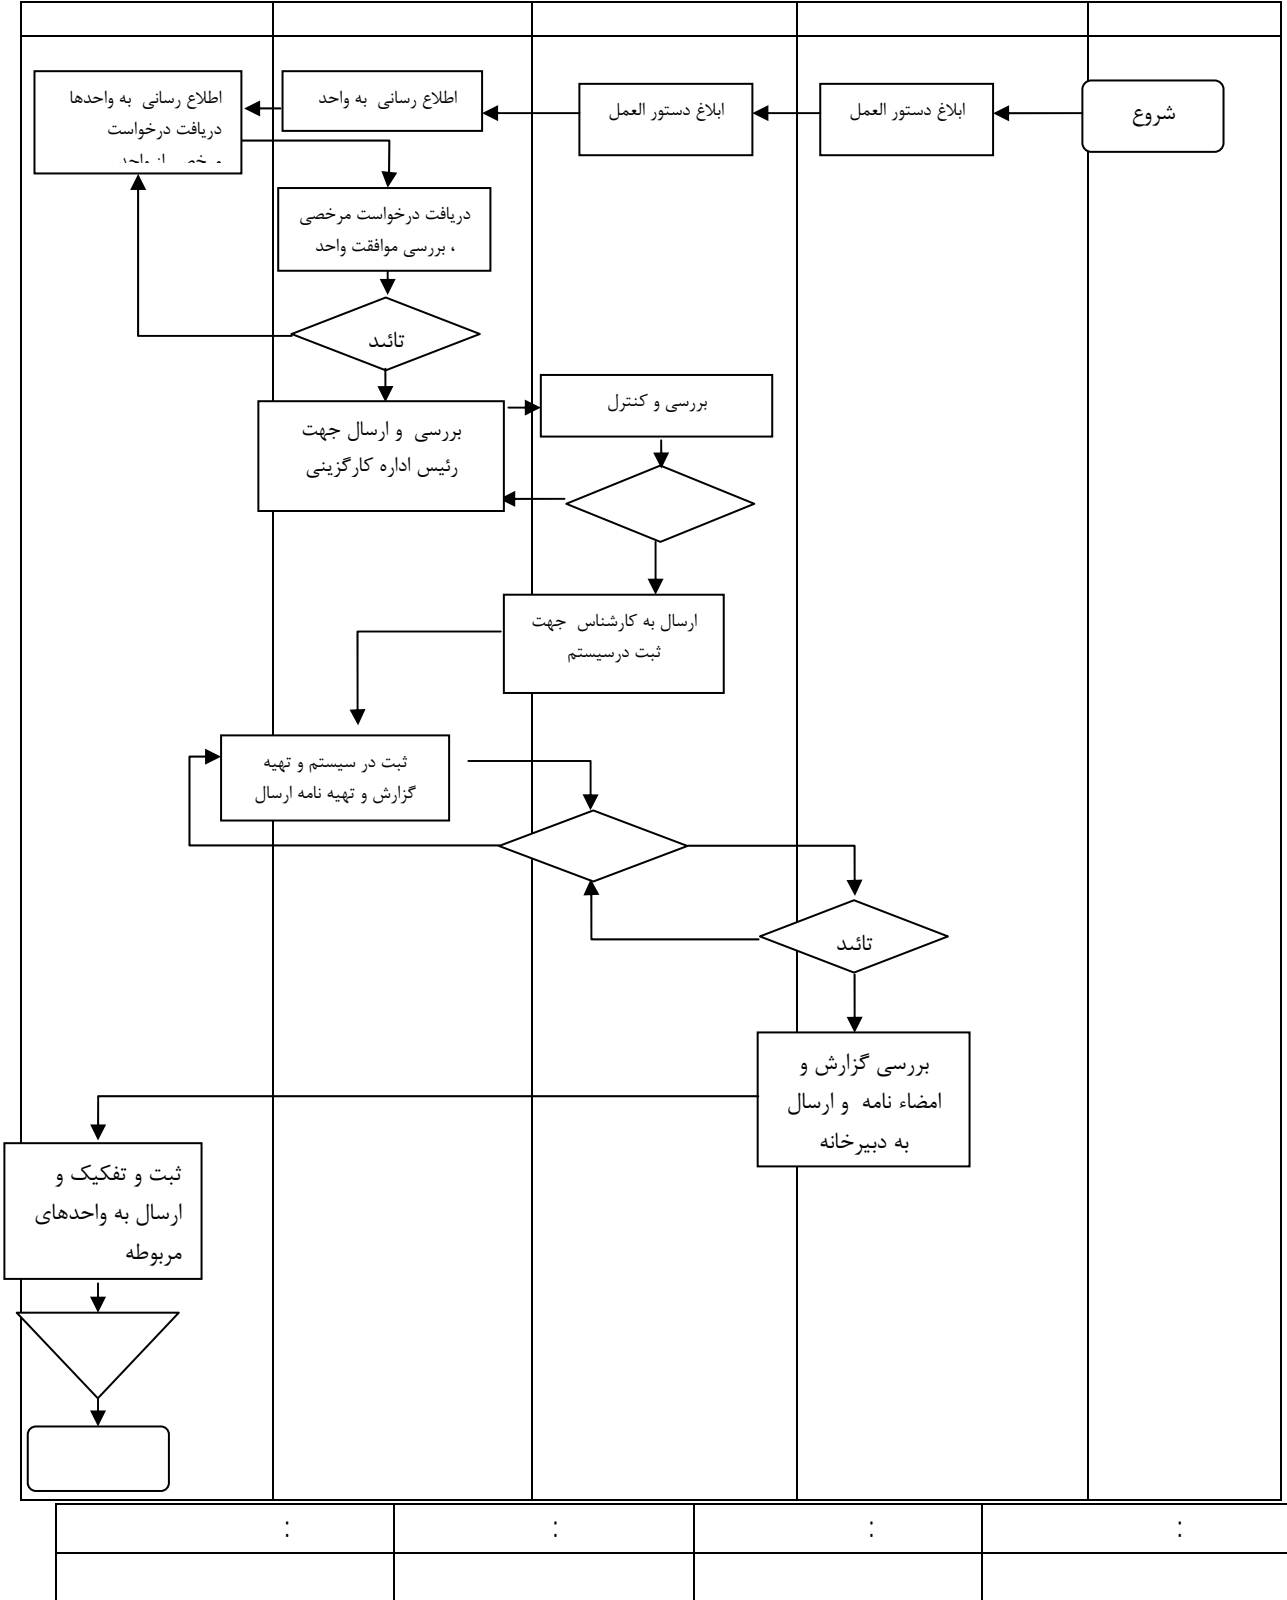 شروع
ابلاغ دستور العمل
ابلاغ دستور العمل
اطلاع رسانی به واحد
اطلاع رسانی به واحدها
دریافت درخواست
مرخصی از واحد
دریافت درخواست مرخصی
، بررسی موافقت واحد
تائید
بررسی و کنترل
بررسی و ارسال جهت
رئیس اداره کارگزینی
ارسال به کارشناس جهت
ثبت درسیستم
ثبت در سیستم و تهیه
گزارش و تهیه نامه ارسال
تائید
بررسی گزارش و
امضاء نامه و ارسال
به دبیرخانه
ثبت و تفکیک و
ارسال به واحدهای
مربوطه
: : : :